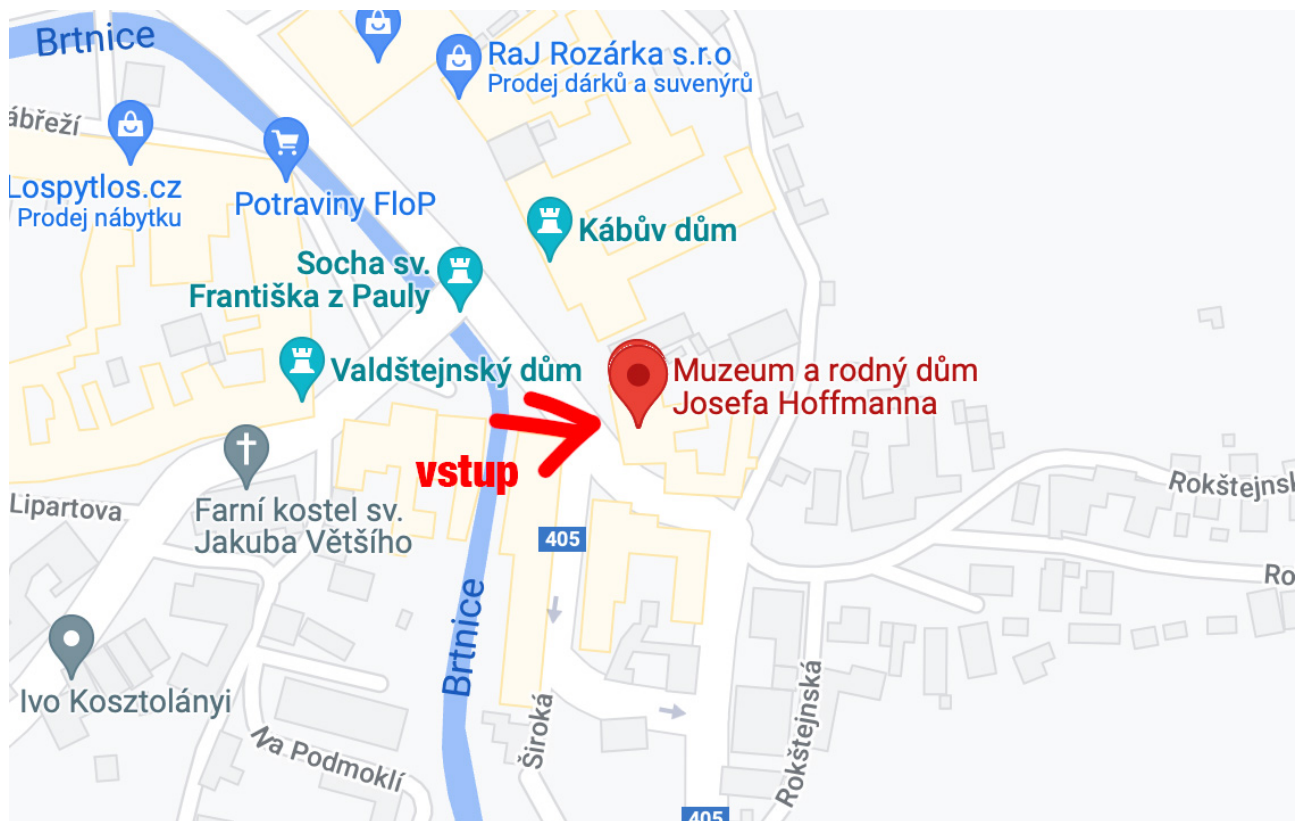 Brtnice
RaJ Rozárka s.r.o
Prodej dárků a suvenýrů
ábřeží
Lospytlos.cz
Prodej nábytku
Potraviny FloP
Kábův dům
Socha sv.
Františka z Pauly
Valdštejnský dům
Muzeum a rodný dům
Josefa Hoffmanna
vstup
Lipartova
Farní kostel sv.
Jakuba Většího
405
Rokštejnsk
Ro
Brtnice
Ivo Kosztolányi
Na Podmoklí
Široká
Rokštejnská
405